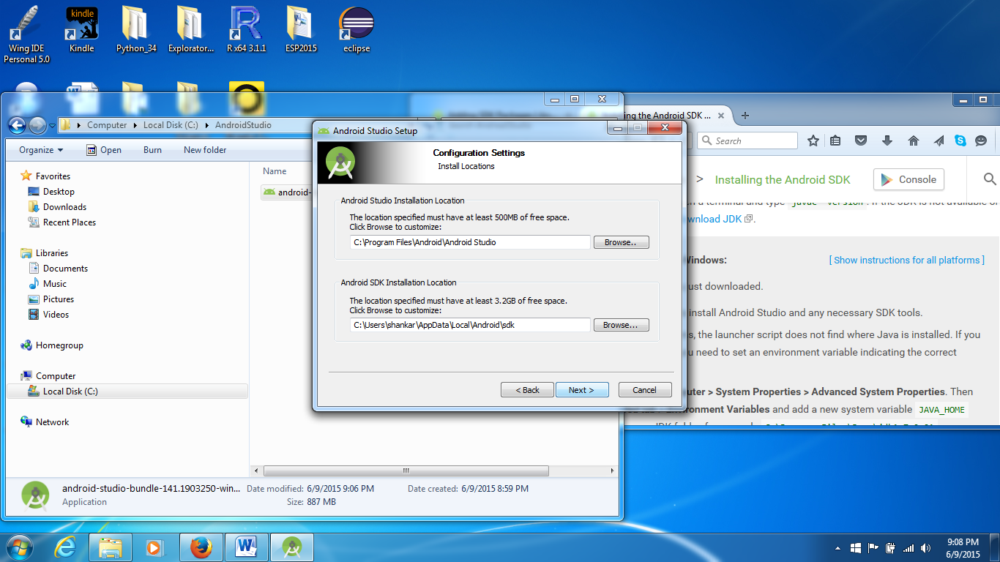 Wing IDE
Personal 5.0
kindle
Kindle
Python_34
Explorator...
R x64 3.1.1
ESP2015
eclipse
Computer
Local Disk (C:)
AndroidStudio
Organize
Open
Burn
New folder
Favorites
Desktop
Downloads
Recent Places
Libraries
Documents
Music
Pictures
Videos
Homegroup
Computer
Local Disk (C:)
Network
Name
android-
android-studio-bundle-141.1903250-win...
Date modified: 6/9/2015 9:06 PM
Date created: 6/9/2015 8:59 PM
Application
Size: 887 MB
Android Studio Setup
Configuration Settings
Install Locations
Android Studio Installation Location
The location specified must have at least 500MB of free space.
Click Browse to customize:
C:\Program Files\Android\Android Studio
Browse..
Android SDK Installation Location
The location specified must have at least 3.2GB of free space.
Click Browse to customize:
C:\Users\shankar\AppData\Local\Android\sdk
Browse...
< Back
Next >
Cancel
ing the Android SDK ...
Search
> Installing the Android SDK
Console
a terminal and type javac -version. If the JDK is not available or
wnload JDK.
Windows:
[ Show instructions for all platforms ]
ust downloaded.
install Android Studio and any necessary SDK tools.
s, the launcher script does not find where Java is installed. If you
u need to set an environment variable indicating the correct
uter > System Properties > Advanced System Properties. Then
Environment Variables and add a new system variable JAVA_HOME
9:08 PM
6/9/2015